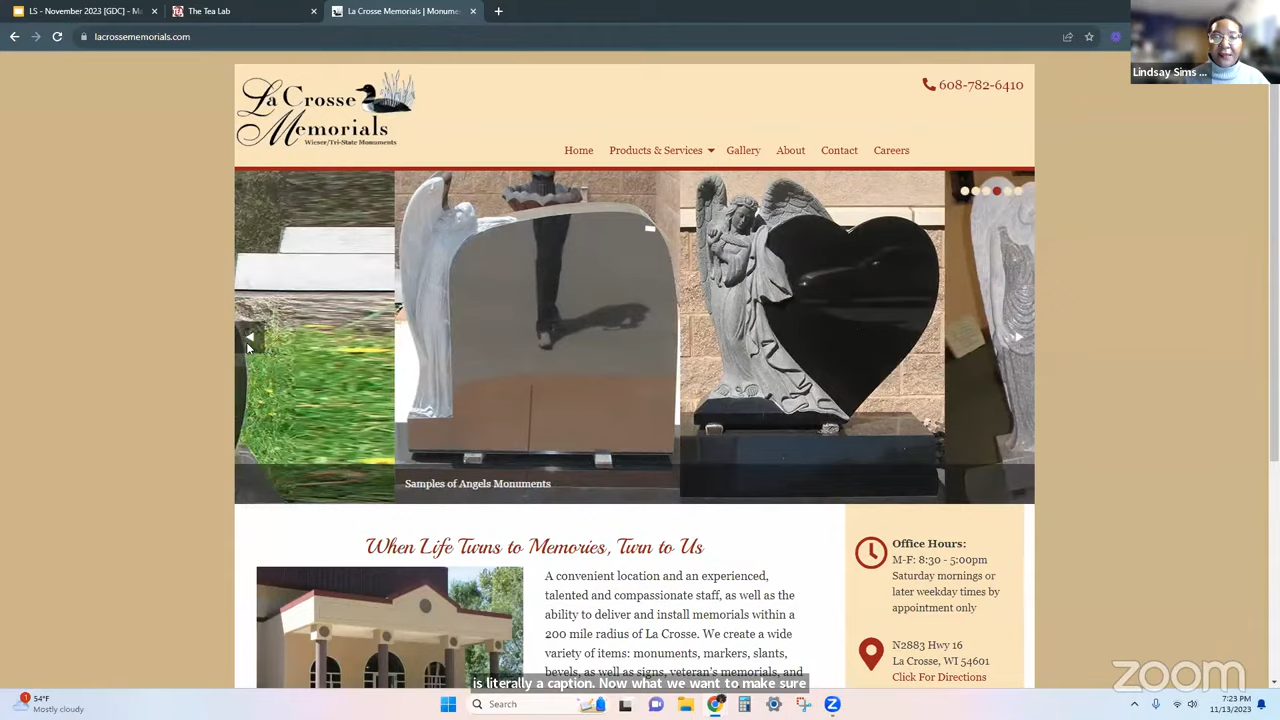 LS - November 2023 [GDC] - M
The Tea Lab
La Crosse Memorials | Monumen
lacrossememorials.com
Lindsay Sims ...
La Crosse
Memorials
Wieser/Tri-State Monuments
608-782-6410
Home Products & Services Gallery About Contact Careers
Samples of Angels Monuments
When Life Turns to Memories, Turn to Us
A convenient location and an experienced,
talented and compassionate staff, as well as the
ability to deliver and install memorials within a
200 mile radius of La Crosse. We create a wide
variety of items: monuments, markers, slants,
bevels, as well as signs, veteran's memorials, and
Office Hours:
M-F: 8:30 - 5:00pm
Saturday mornings or
later weekday times by
appointment only
N2883 Hwy 16
La Crosse, WI 54601
Click For Directions
is literally a caption. Now what we want to make sure
zoom
1
54°F
Mostly cloudy
Search
7:23 PM
11/13/2023